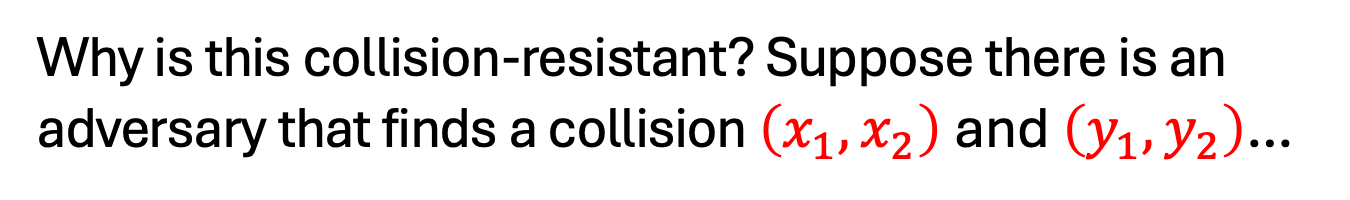 Why is this collision-resistant? Suppose there is an
adversary that finds a collision (x₁, x₂) and (y₁, y₂)...